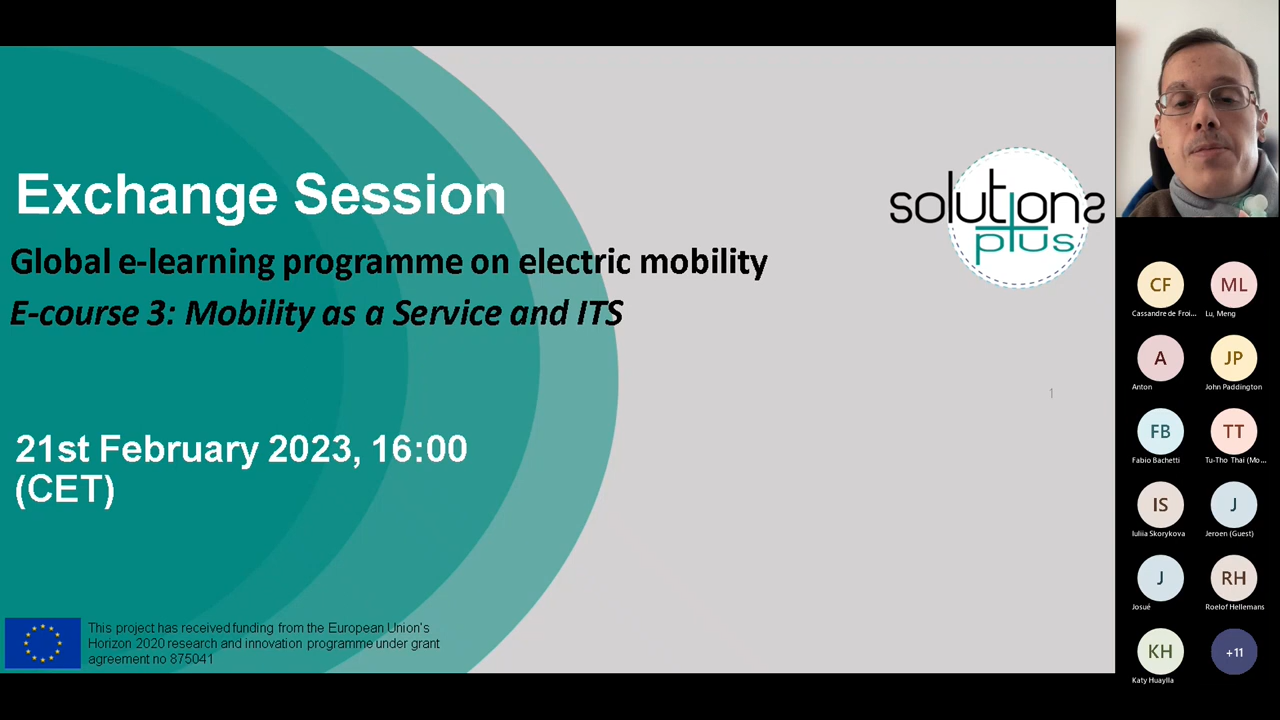 Exchange Session
Global e-learning programme on electric mobility
E-course 3: Mobility as a Service and ITS
21st February 2023, 16:00
(CET)
solutions
plus
1
This project has received funding from the European Union's
Horizon 2020 research and innovation programme under grant
agreement no 875041
CF
Cassandre de Froi...
ML
Lu, Meng
A
Anton
JP
John Paddington
FB
Fabio Bachetti
TT
Tu-Tho Thai (Mo...
IS
Iuliia Skorykova
J
Jeroen (Guest)
J
Josué
RH
Roelof Hellemans
KH
Katy Huaylla
+11